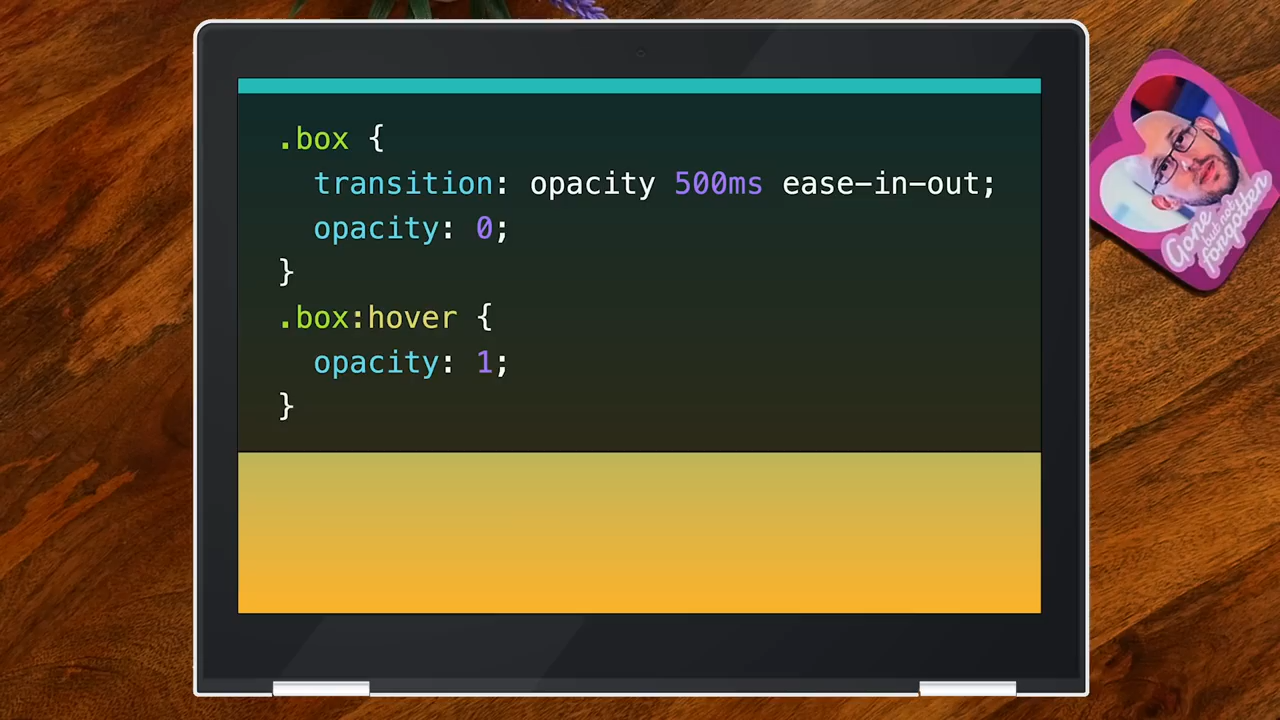 .box {
  transition: opacity 500ms ease-in-out;
  opacity: 0;
}
.box:hover {
  opacity: 1;
}
Gone
but not
forgotten